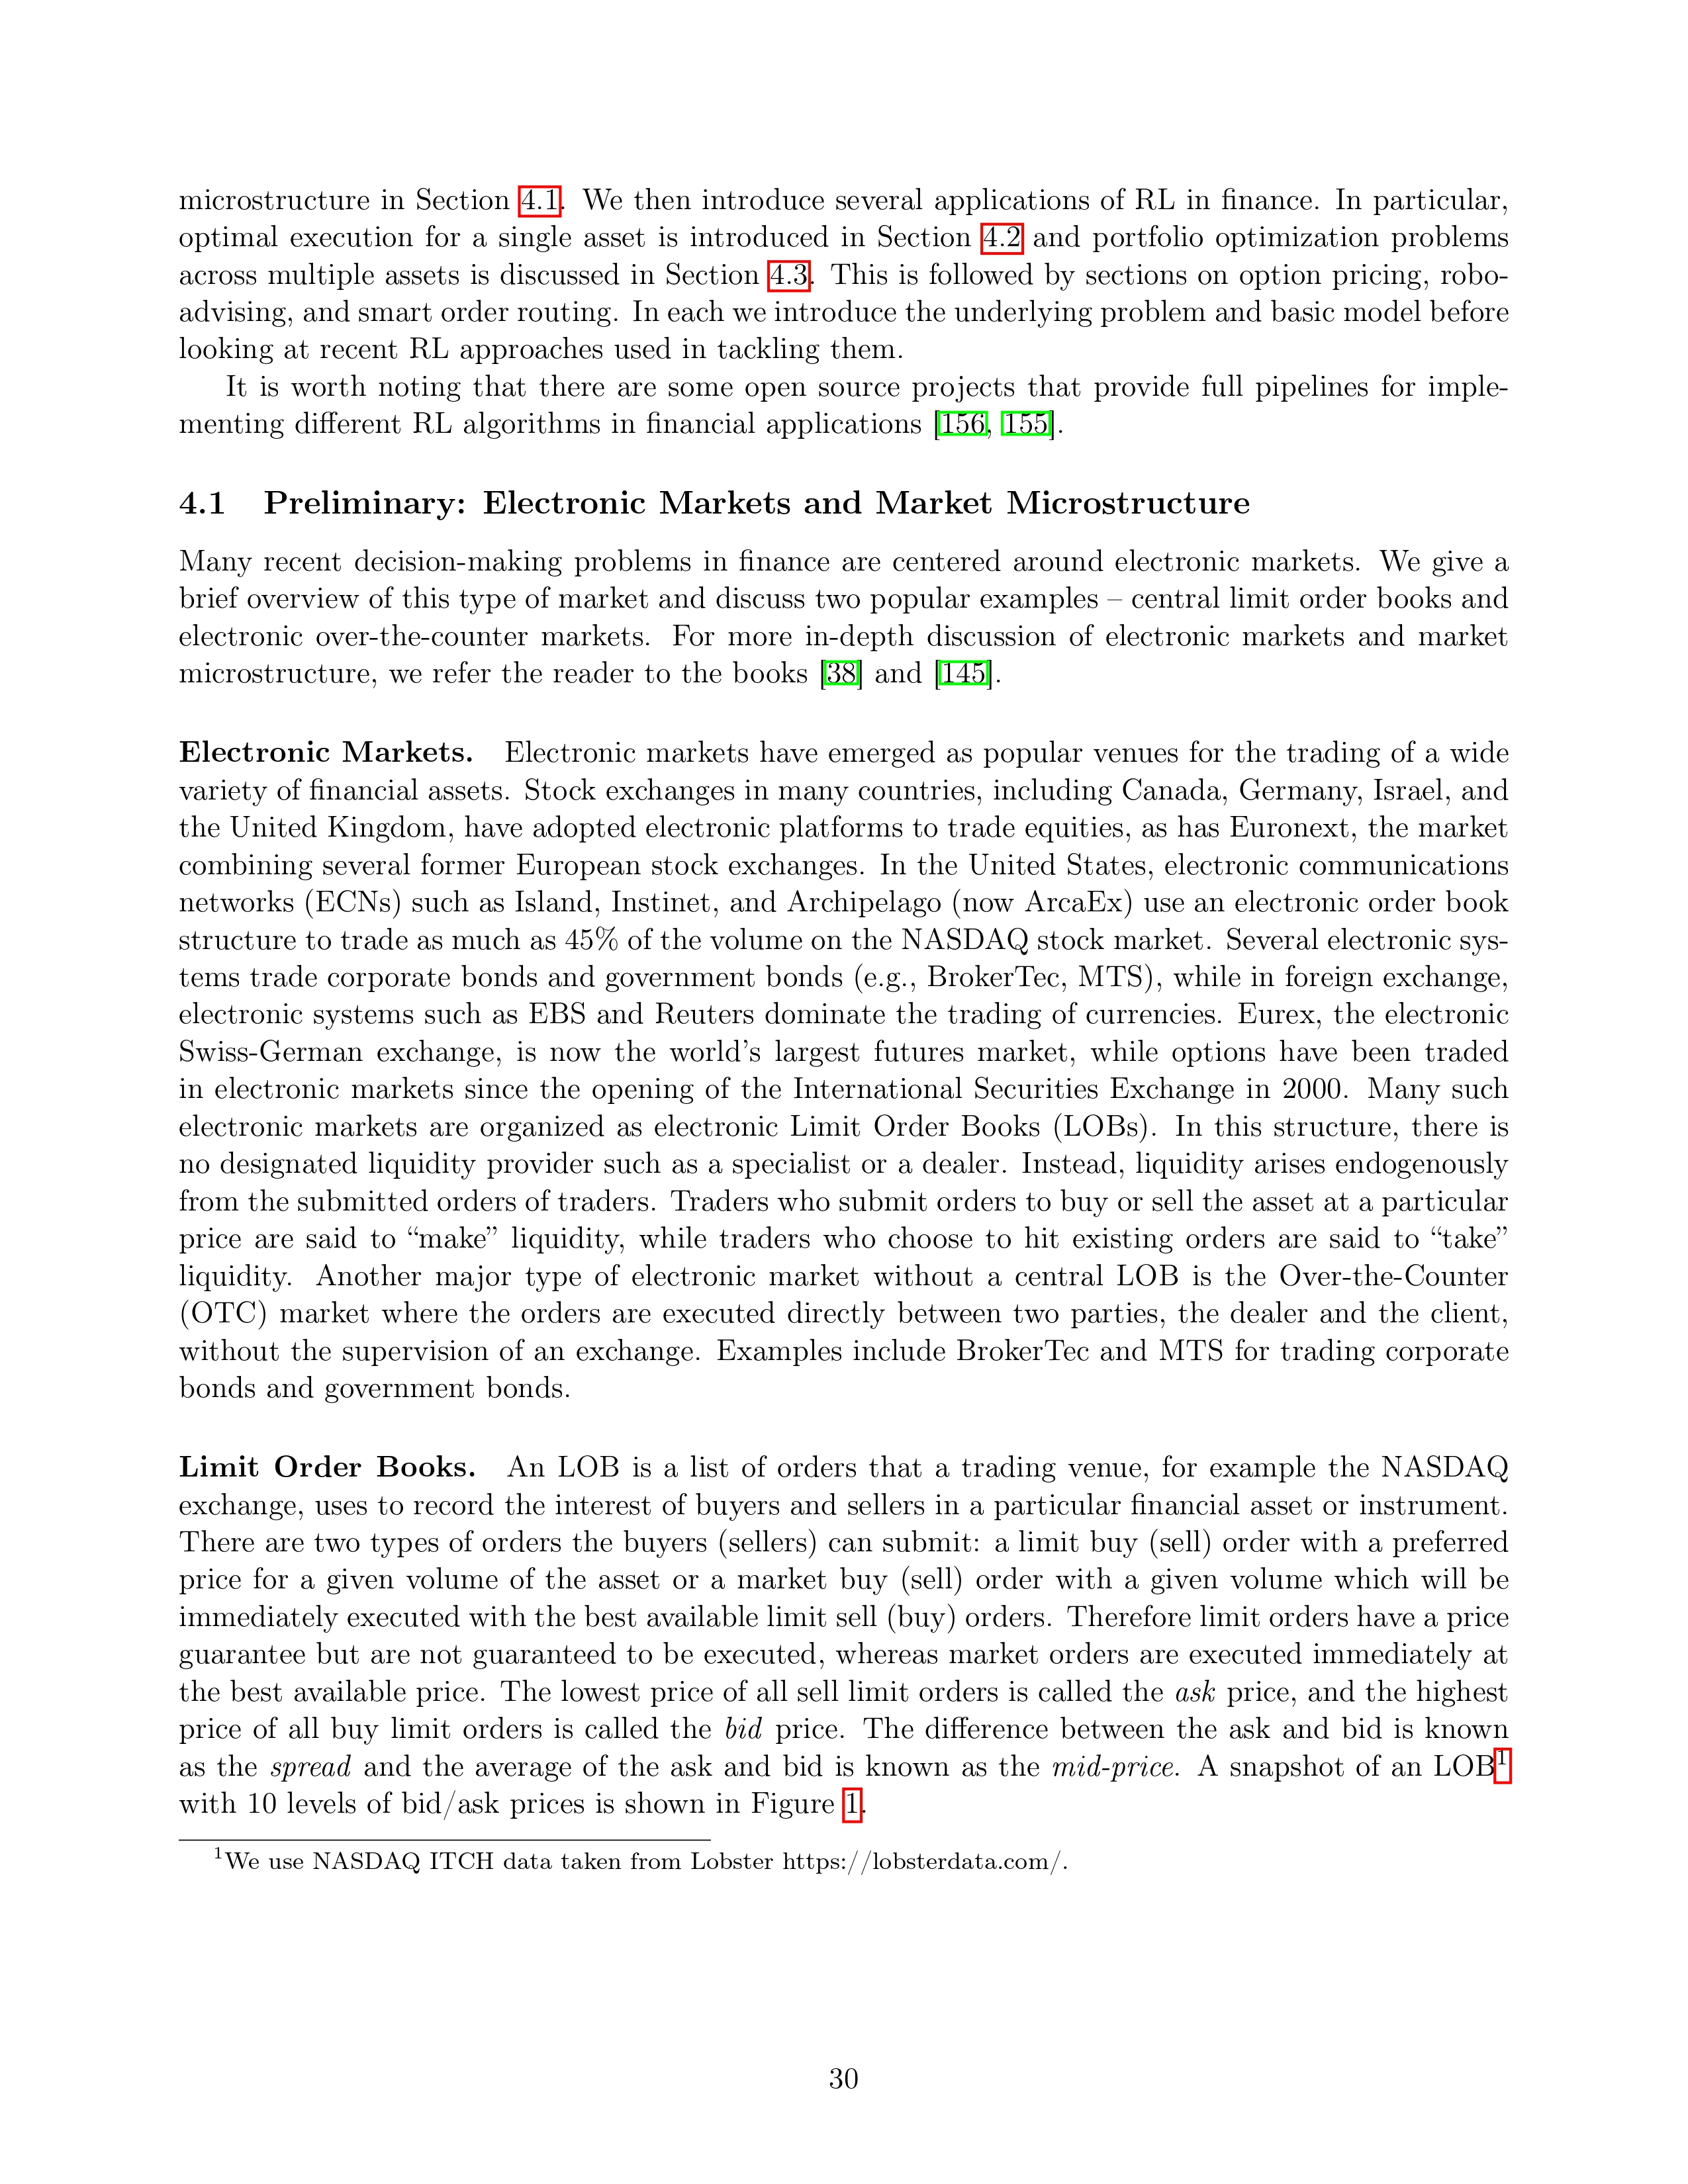 microstructure in Section 4.1. We then introduce several applications of RL in finance. In particular,
optimal execution for a single asset is introduced in Section 4.2 and portfolio optimization problems
across multiple assets is discussed in Section 4.3. This is followed by sections on option pricing, robo-
advising, and smart order routing. In each we introduce the underlying problem and basic model before
looking at recent RL approaches used in tackling them.
It is worth noting that there are some open source projects that provide full pipelines for imple-
menting different RL algorithms in financial applications [156, 155].
4.1 Preliminary: Electronic Markets and Market Microstructure
Many recent decision-making problems in finance are centered around electronic markets. We give a
brief overview of this type of market and discuss two popular examples – central limit order books and
electronic over-the-counter markets. For more in-depth discussion of electronic markets and market
microstructure, we refer the reader to the books [38] and [145].
Electronic Markets. Electronic markets have emerged as popular venues for the trading of a wide
variety of financial assets. Stock exchanges in many countries, including Canada, Germany, Israel, and
the United Kingdom, have adopted electronic platforms to trade equities, as has Euronext, the market
combining several former European stock exchanges. In the United States, electronic communications
networks (ECNs) such as Island, Instinet, and Archipelago (now ArcaEx) use an electronic order book
structure to trade as much as 45% of the volume on the NASDAQ stock market. Several electronic sys-
tems trade corporate bonds and government bonds (e.g., BrokerTec, MTS), while in foreign exchange,
electronic systems such as EBS and Reuters dominate the trading of currencies. Eurex, the electronic
Swiss-German exchange, is now the world's largest futures market, while options have been traded
in electronic markets since the opening of the International Securities Exchange in 2000. Many such
electronic markets are organized as electronic Limit Order Books (LOBs). In this structure, there is
no designated liquidity provider such as a specialist or a dealer. Instead, liquidity arises endogenously
from the submitted orders of traders. Traders who submit orders to buy or sell the asset at a particular
price are said to “make” liquidity, while traders who choose to hit existing orders are said to “take”
liquidity. Another major type of electronic market without a central LOB is the Over-the-Counter
(OTC) market where the orders are executed directly between two parties, the dealer and the client,
without the supervision of an exchange. Examples include BrokerTec and MTS for trading corporate
bonds and government bonds.
Limit Order Books. An LOB is a list of orders that a trading venue, for example the NASDAQ
exchange, uses to record the interest of buyers and sellers in a particular financial asset or instrument.
There are two types of orders the buyers (sellers) can submit: a limit buy (sell) order with a preferred
price for a given volume of the asset or a market buy (sell) order with a given volume which will be
immediately executed with the best available limit sell (buy) orders. Therefore limit orders have a price
guarantee but are not guaranteed to be executed, whereas market orders are executed immediately at
the best available price. The lowest price of all sell limit orders is called the ask price, and the highest
price of all buy limit orders is called the bid price. The difference between the ask and bid is known
as the spread and the average of the ask and bid is known as the mid-price. A snapshot of an LOB1
with 10 levels of bid/ask prices is shown in Figure 1.
1We use NASDAQ ITCH data taken from Lobster https://lobsterdata.com/.
30